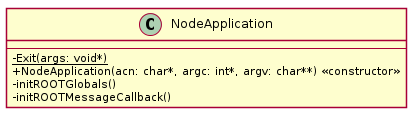 C NodeApplication
-Exit(args: void*)
+NodeApplication(acn: char*, argc: int*, argv: char**) «constructor»
-initROOTGlobals()
-initROOTMessageCallback()